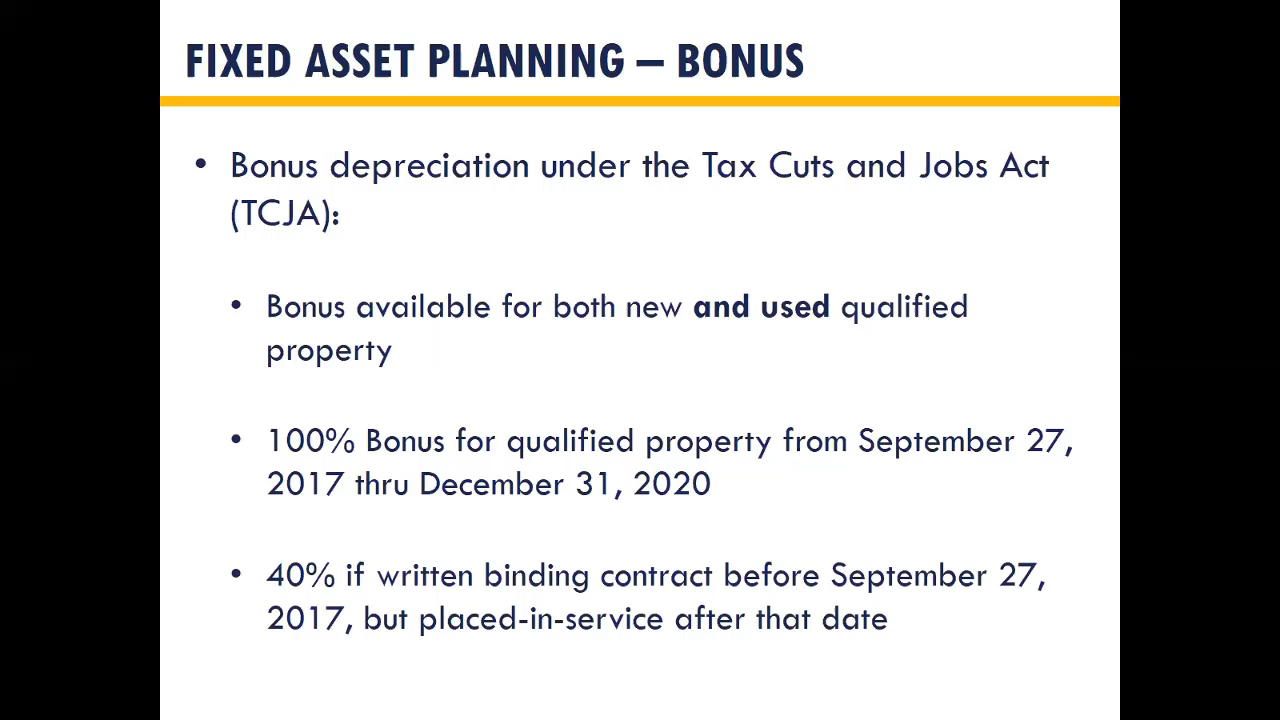 FIXED ASSET PLANNING – BONUS
• Bonus depreciation under the Tax Cuts and Jobs Act
(TCJA):
• Bonus available for both new and used qualified
property
• 100% Bonus for qualified property from September 27,
2017 thru December 31, 2020
• 40% if written binding contract before September 27,
2017, but placed-in-service after that date